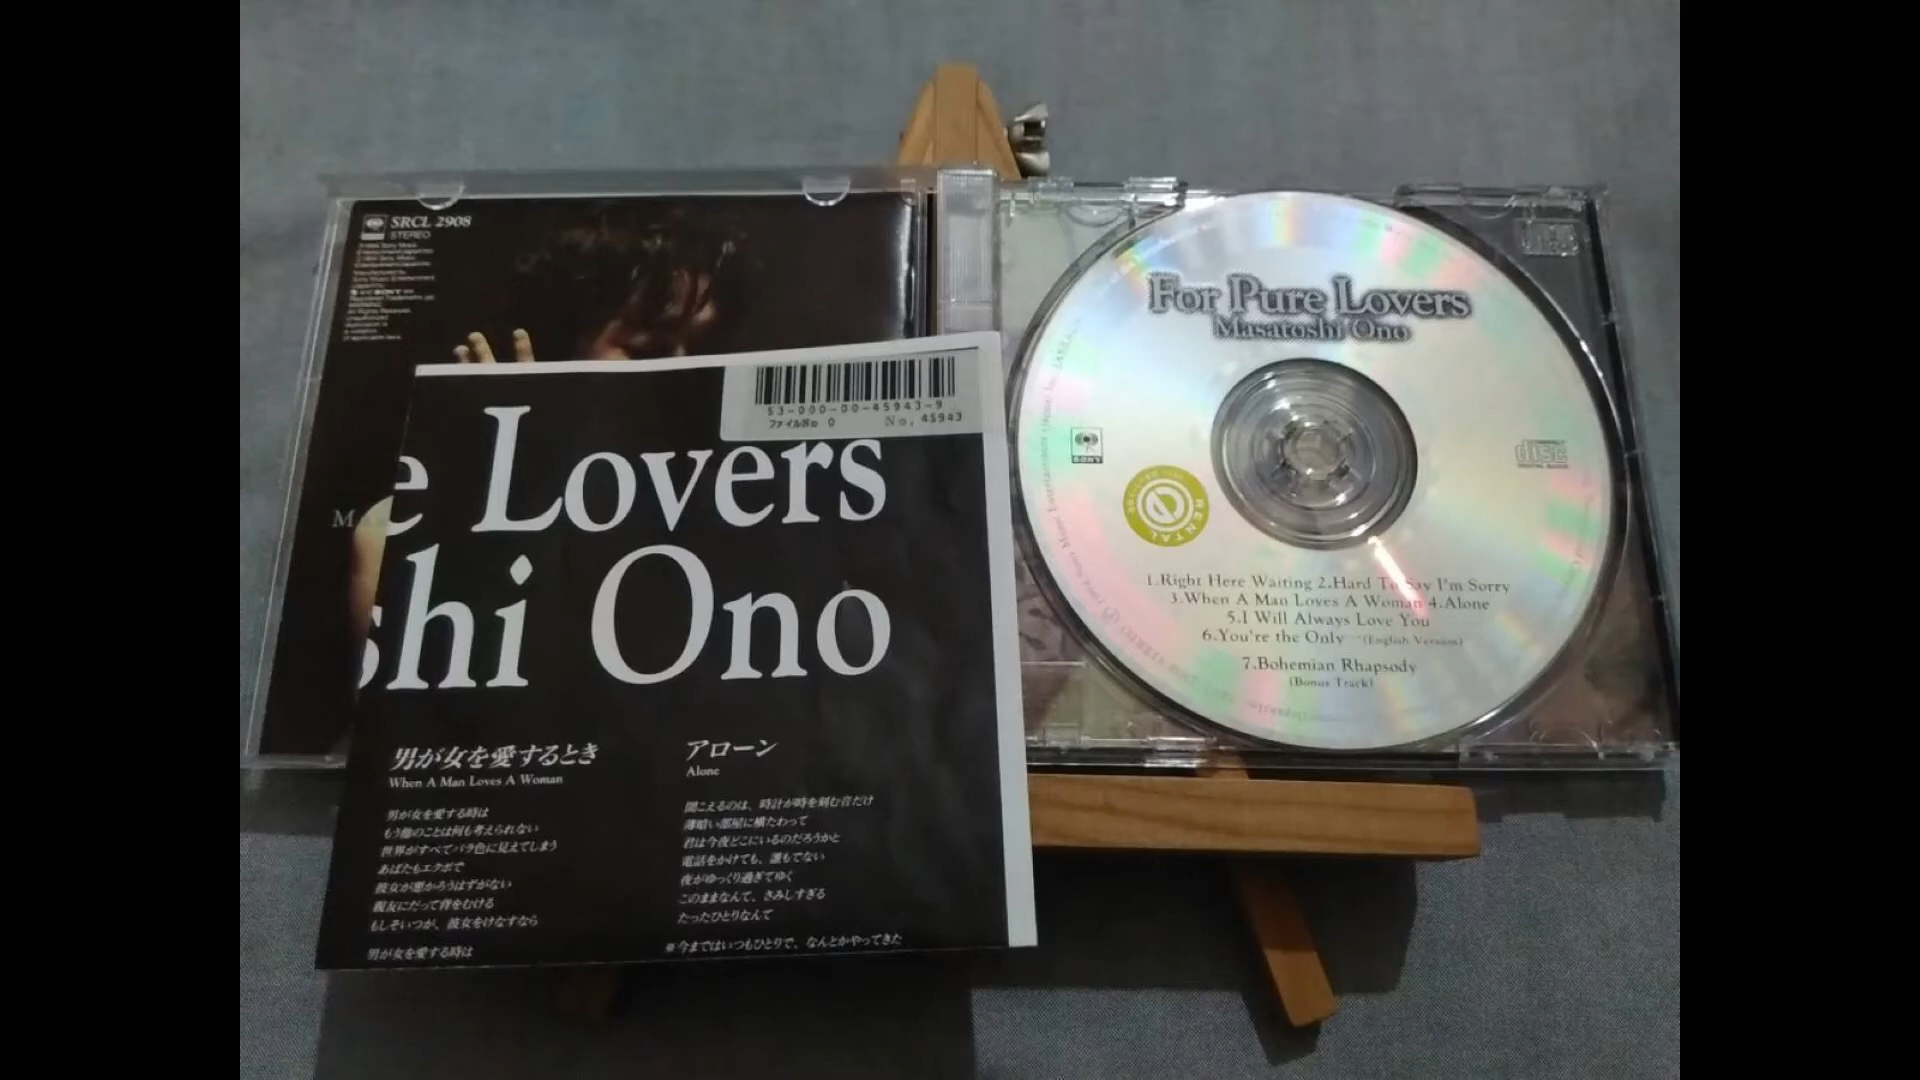 SRCL 2908
STEREO
53-000-00-45943-9
ファイルNo 0 No. 45943
e Lovers
shi Ono
男が女を愛するとき
When A Man Loves A Woman
男が女を愛する時は
もう他のことは何も考えられない
世界がすべてバラ色に見えてしまう
あばたもエクボで
彼女が悪かろうはずがない
親友にだって背をむける
もしそいつが、彼女をけなすなら
男が女を愛する時は
アローン
Alone
聞こえるのは、時計が時を刻む音だけ
薄暗い部屋に横たわって
君は今夜どこにいるのだろうかと
電話をかけても、誰もでない
夜がゆっくり過ぎてゆく
このままなんて、さみしすぎる
たったひとりなんて
※今まではいつもひとりで、なんとかやってきた
For Pure Lovers
Masatoshi Ono
SONY
disc
RENTAL
1.Right Here Waiting 2.Hard To Say I'm Sorry
3.When A Man Loves A Woman 4.Alone
5.I Will Always Love You
6.You're the Only… (English Version)
7.Bohemian Rhapsody
(Bonus Track)